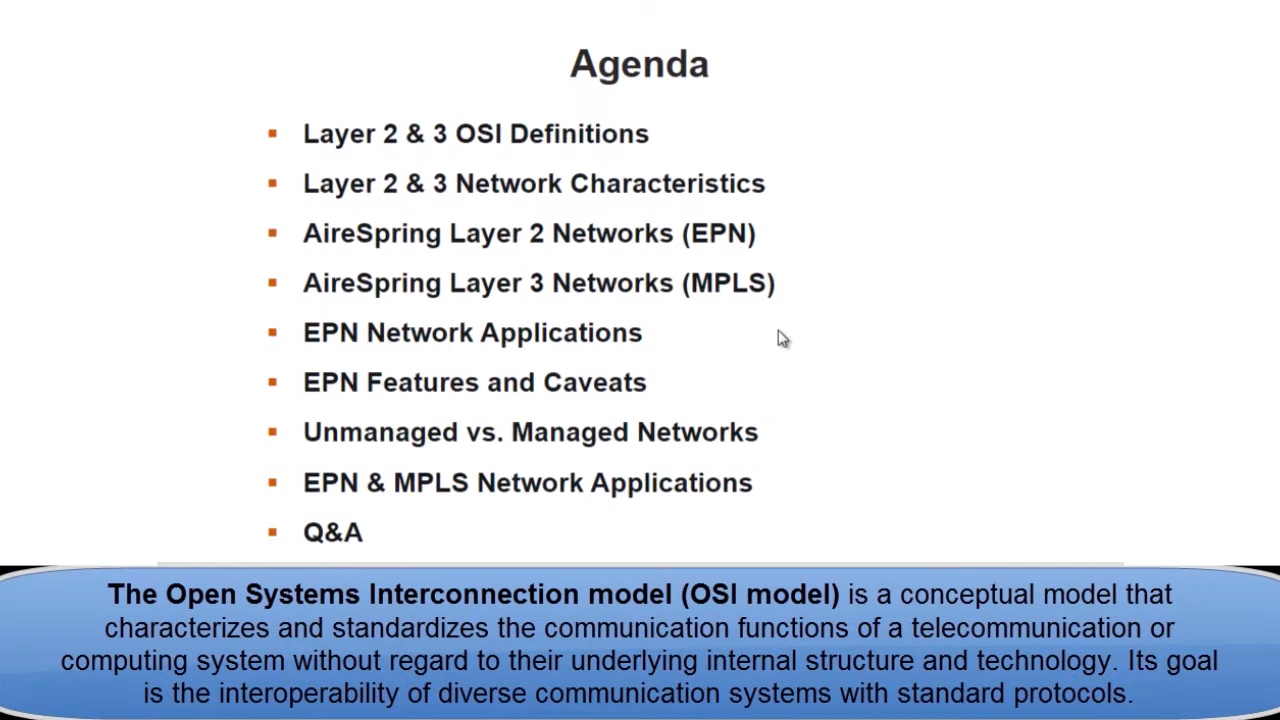 Agenda
Layer 2 & 3 OSI Definitions
Layer 2 & 3 Network Characteristics
AireSpring Layer 2 Networks (EPN)
AireSpring Layer 3 Networks (MPLS)
EPN Network Applications
EPN Features and Caveats
Unmanaged vs. Managed Networks
EPN & MPLS Network Applications
Q&A
The Open Systems Interconnection model (OSI model) is a conceptual model that
characterizes and standardizes the communication functions of a telecommunication or
computing system without regard to their underlying internal structure and technology. Its goal
is the interoperability of diverse communication systems with standard protocols.